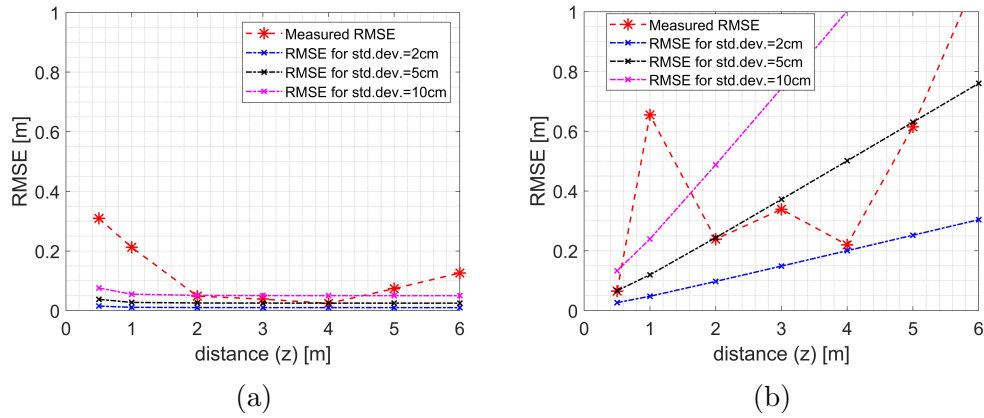 1
0.8
0.6
0.4
0.2
0
RMSE [m]
0 1 2 3 4 5 6
distance (z) [m]
Measured RMSE
RMSE for std.dev.=2cm
RMSE for std.dev.=5cm
RMSE for std.dev.=10cm
(a)
1
0.8
0.6
0.4
0.2
0
RMSE [m]
0 1 2 3 4 5 6
distance (z) [m]
Measured RMSE
RMSE for std.dev.=2cm
RMSE for std.dev.=5cm
RMSE for std.dev.=10cm
(b)